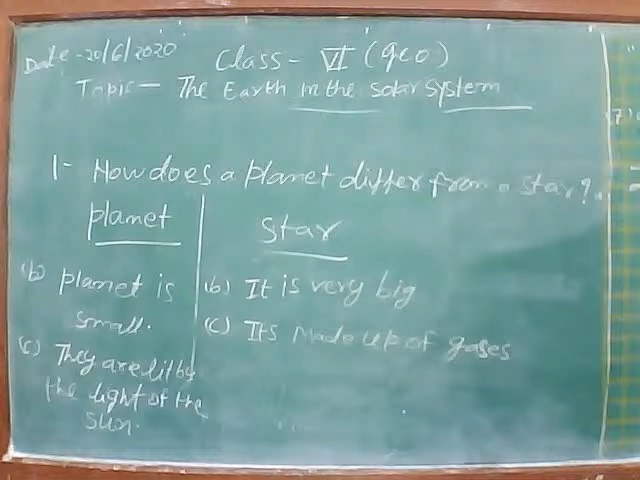 Date - 20/6/2020 Class - VI (geo)
Topic - The Earth in the solar system
1- How does a planet differ from a star?
planet star
(b) planet is small.
(c) They are lit by the light of the sun.
(b) It is very big
(c) Its Made up of gases
(7)